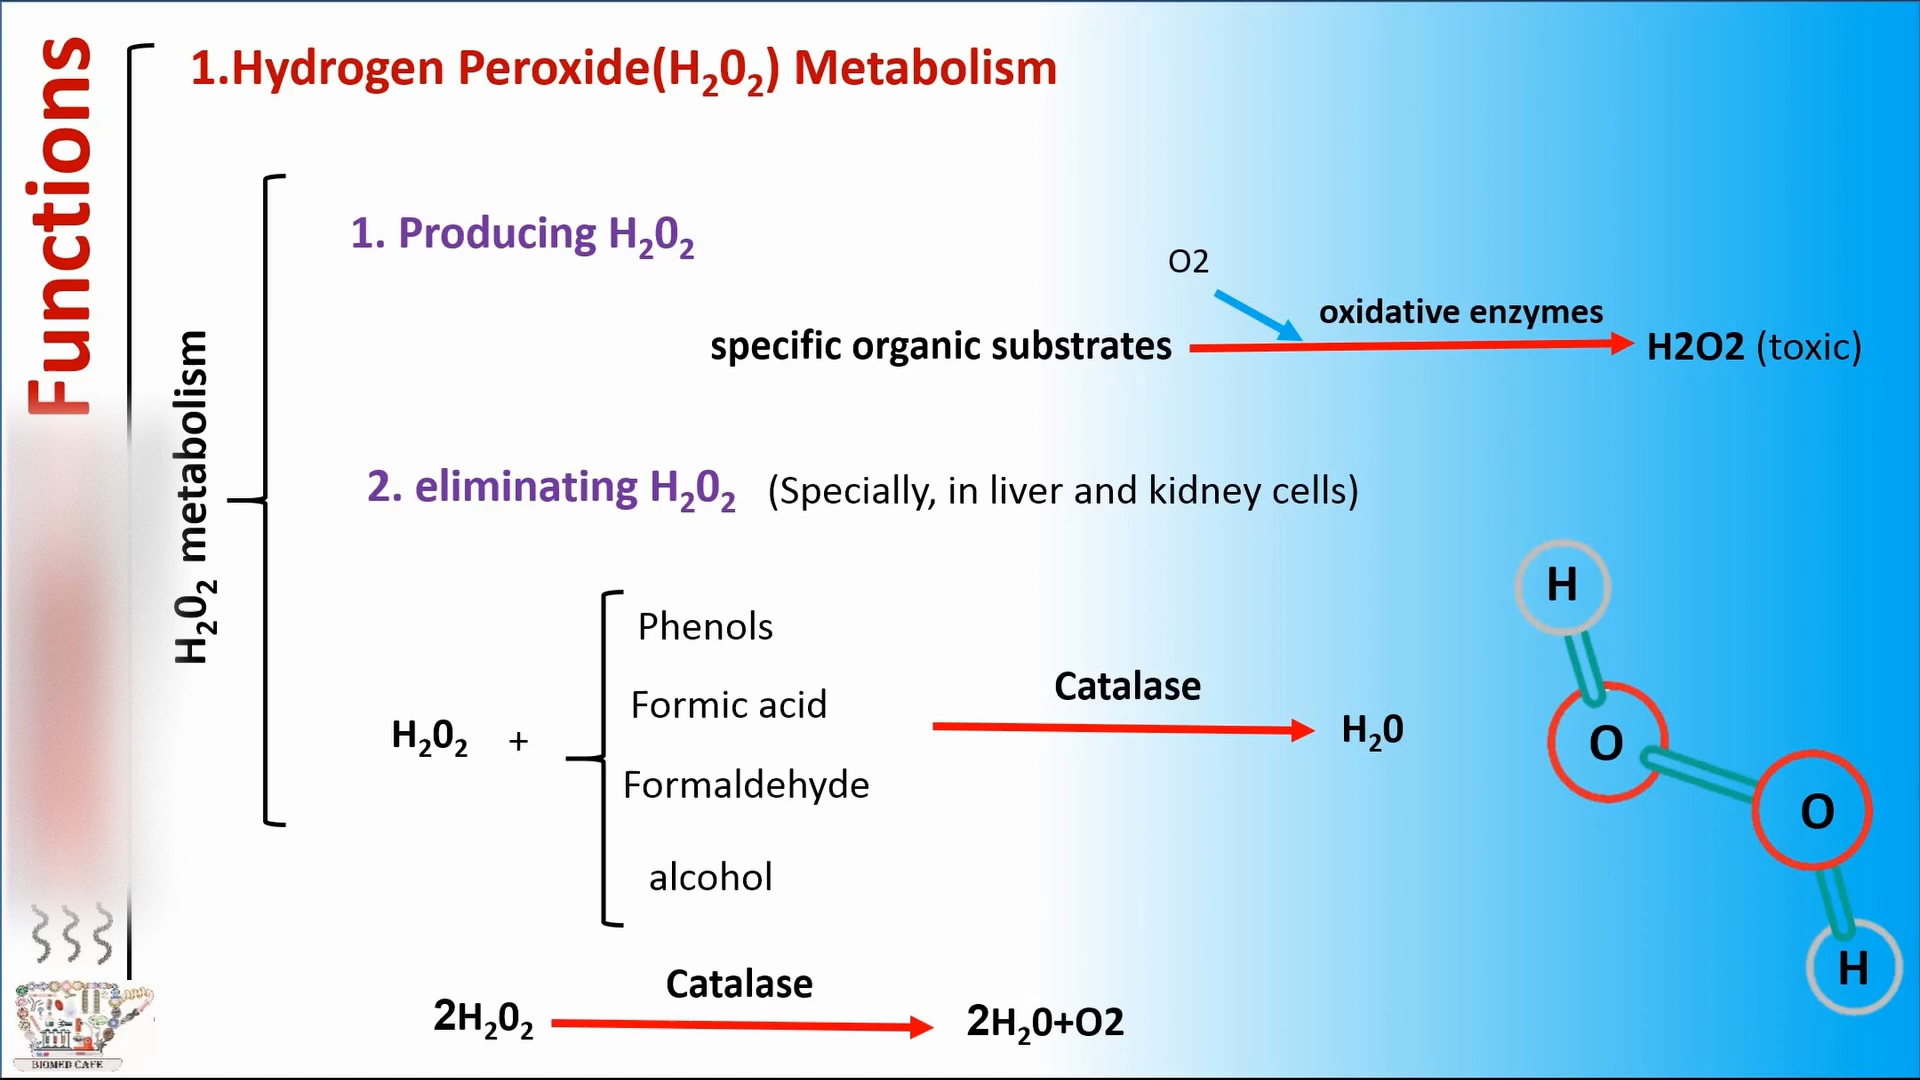 Functions
1.Hydrogen Peroxide(H₂0₂) Metabolism
H₂0₂ metabolism
1. Producing H₂0₂
O2
oxidative enzymes
specific organic substrates
H2O2 (toxic)
2. eliminating H₂0₂ (Specially, in liver and kidney cells)
Phenols
Formic acid
Formaldehyde
alcohol
H₂0₂ +
Catalase
H₂0
H
O
O
H
Catalase
2H₂0₂
2H₂0+O2
BIOMED CAFE